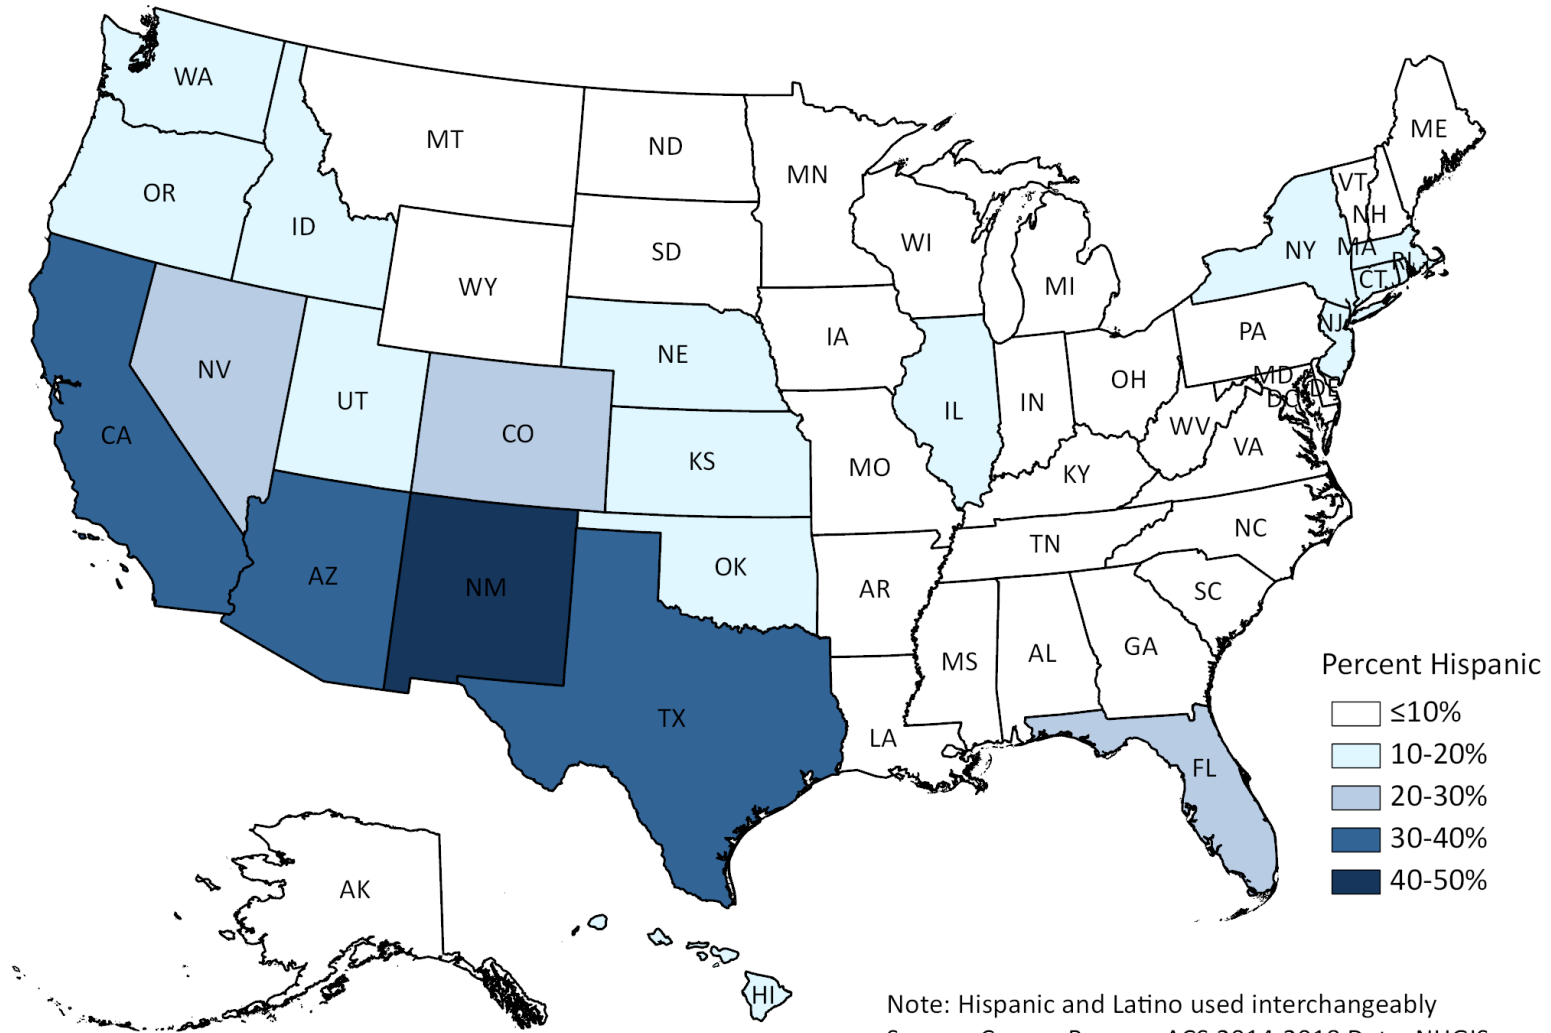 WA
MT
ND
MN
ME
OR
ID
SD
WI
VT
NH
WY
MI
NY
MA
RI
CT
IA
NE
PA
NJ
NV
UT
CO
IL
IN
OH
MD
DE
DC
CA
KS
MO
WV
VA
KY
AZ
NM
OK
TN
NC
AR
SC
MS
AL
GA
TX
LA
FL
AK
HI
Percent Hispanic
≤10%
10-20%
20-30%
30-40%
40-50%
Note: Hispanic and Latino used interchangeably